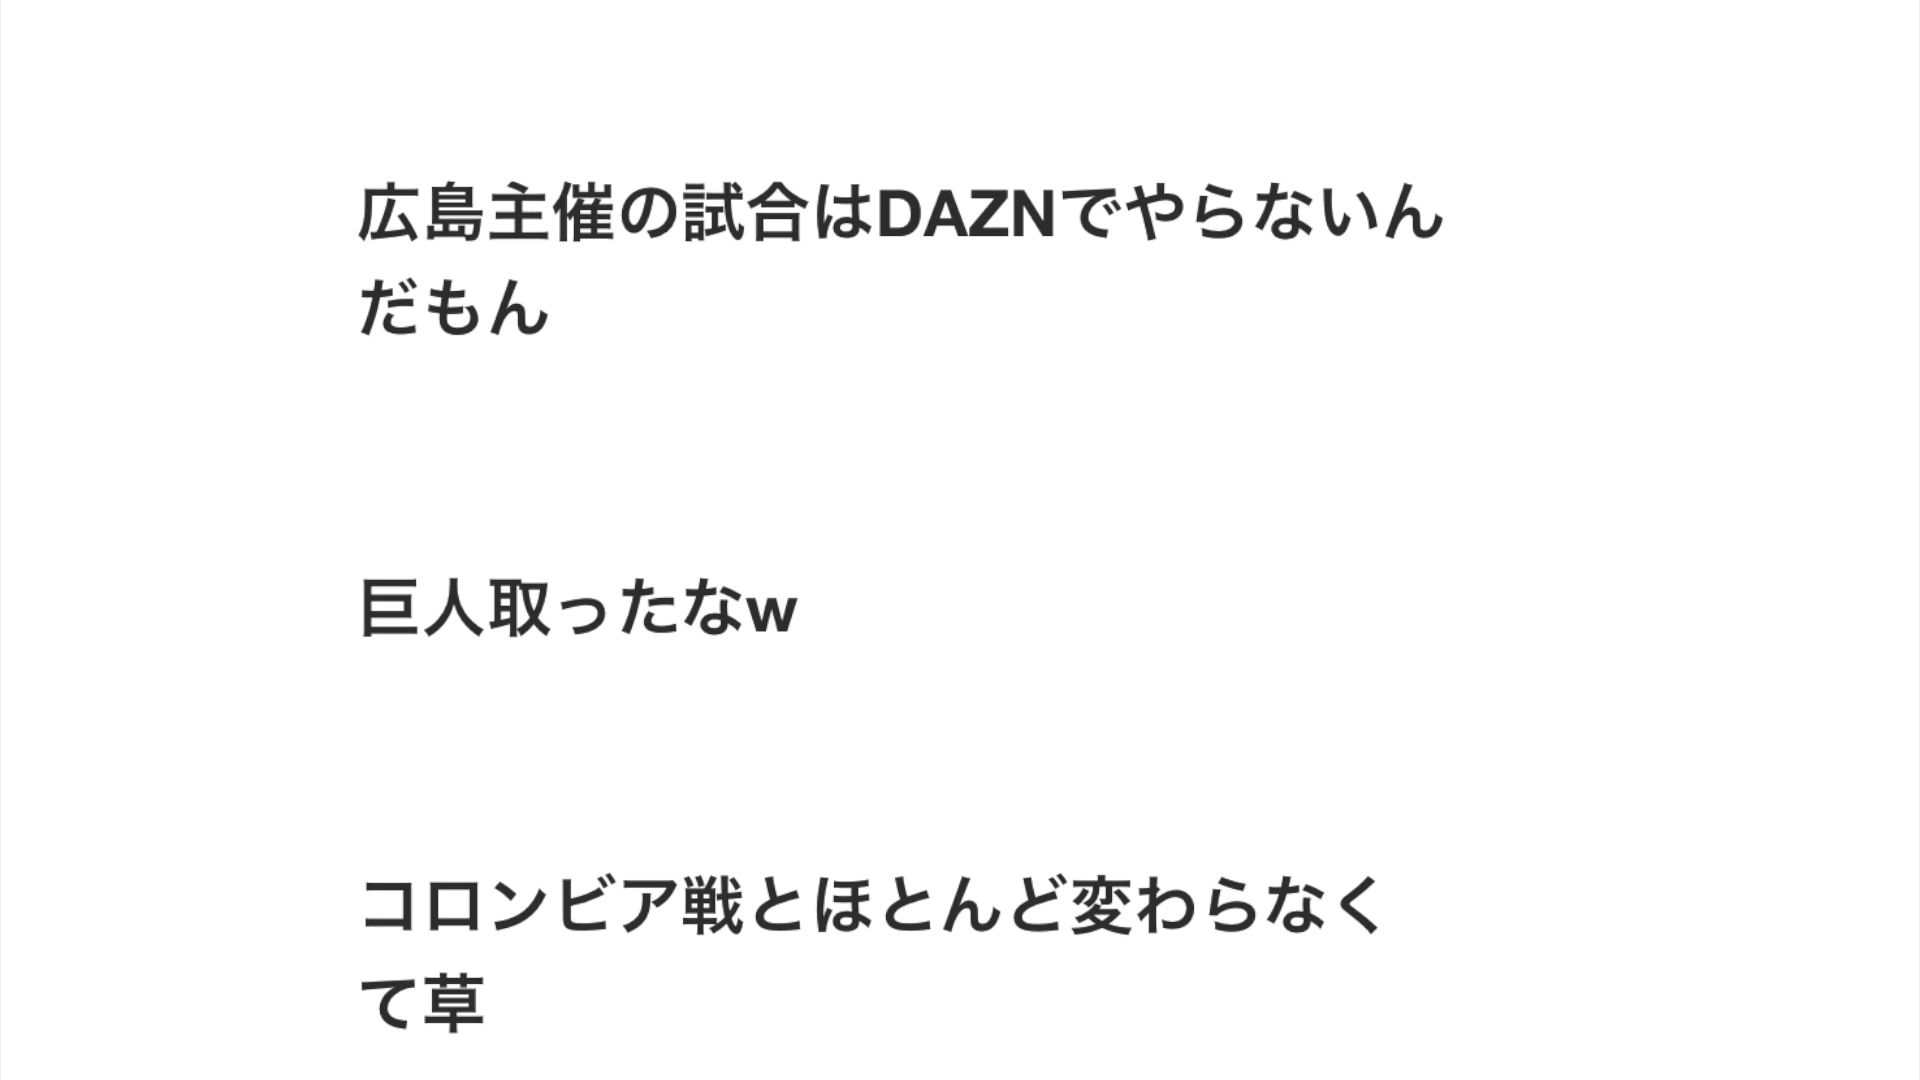 広島主催の試合はDAZNでやらないん
だもん
巨人取ったなw
コロンビア戦とほとんど変わらなく
て草